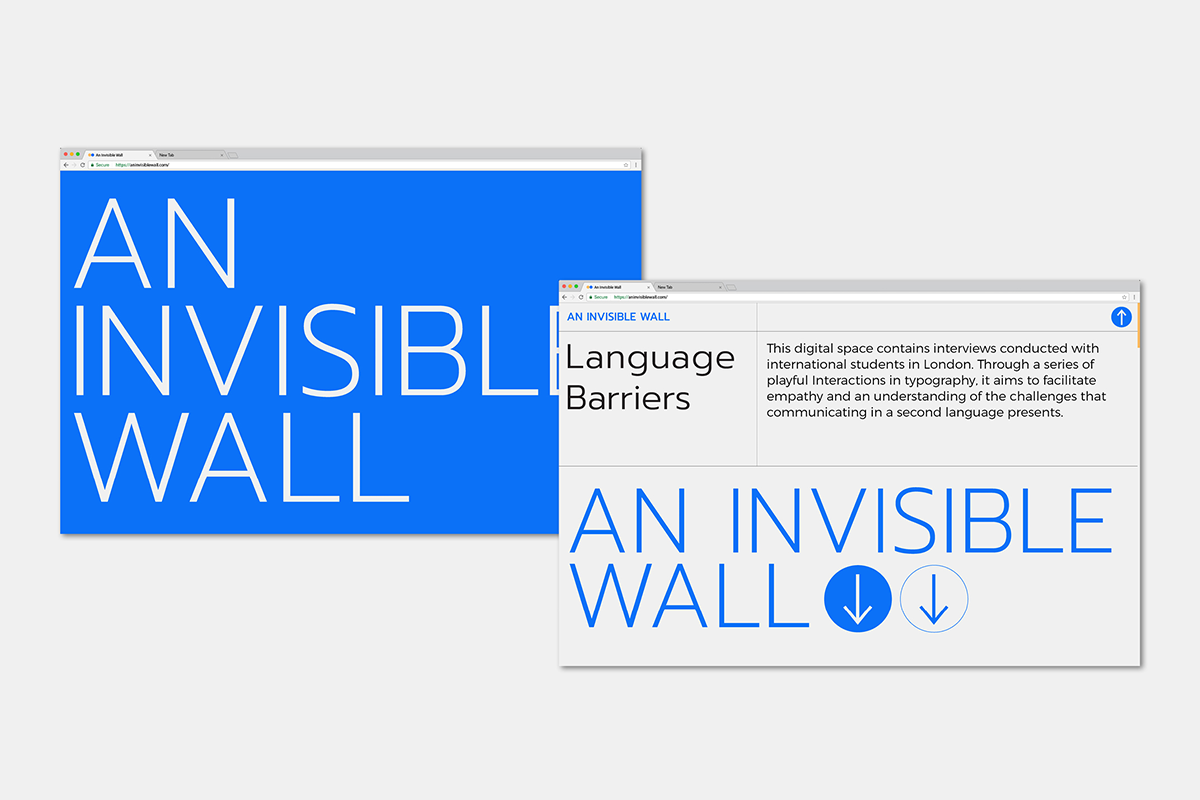 An Invisible Wall
New Tab
Secure
https://aninvisiblewall.com/
AN
INVISIBLE
WALL
An Invisible Wall
New Tab
Secure
https://aninvisiblewall.com/
AN INVISIBLE WALL
Language
Barriers
This digital space contains interviews conducted with
international students in London. Through a series of
playful Interactions in typography, it aims to facilitate
empathy and an understanding of the challenges that
communicating in a second language presents.
AN INVISIBLE
WALL